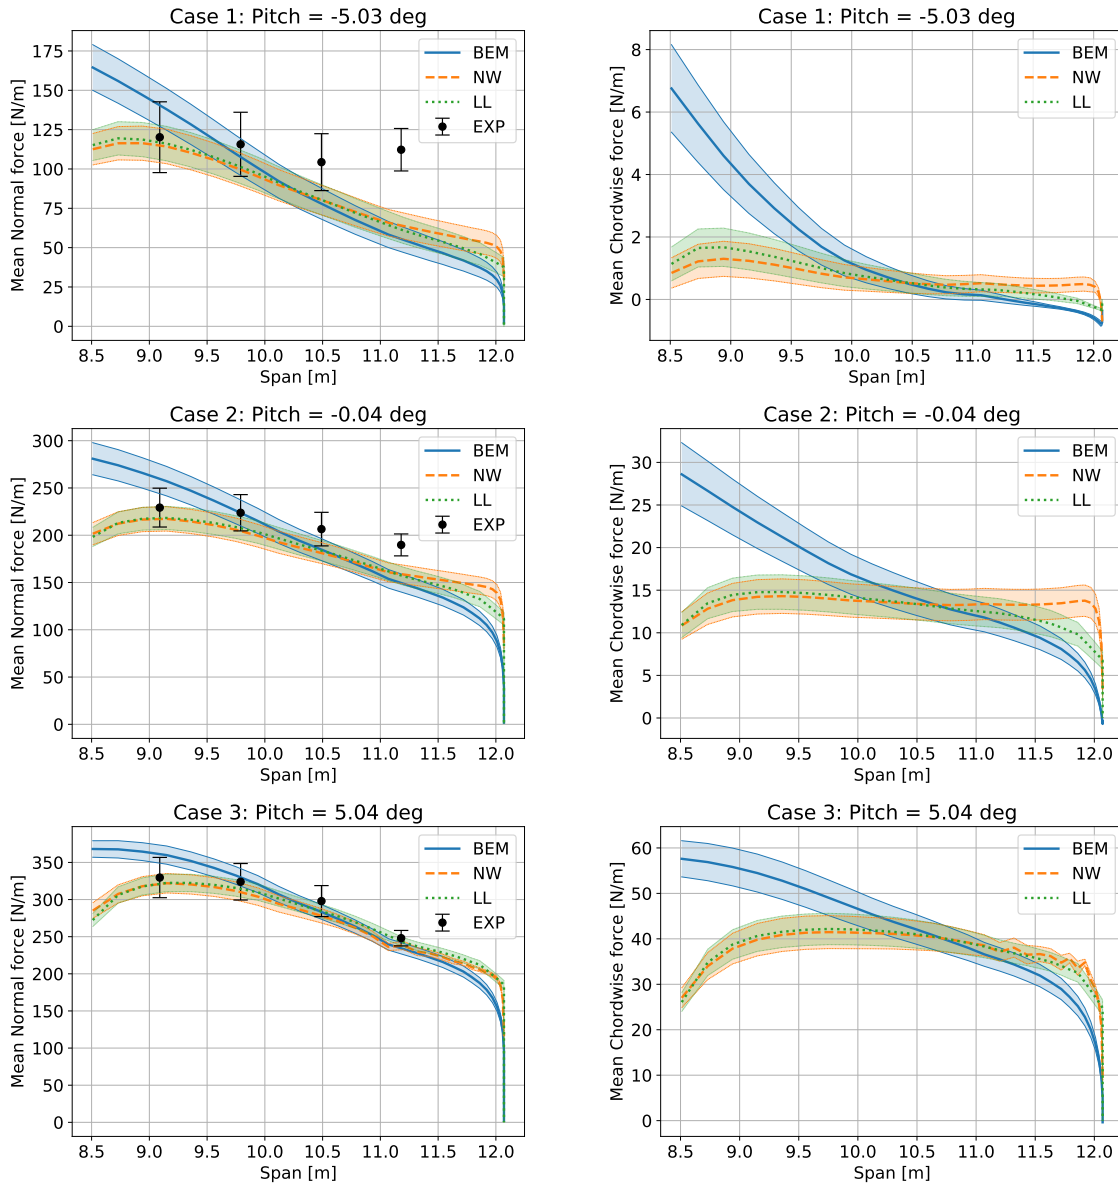 Case 1: Pitch = -5.03 deg
Mean Normal force [N/m]
175
150
125
100
75
50
25
0
8.5 9.0 9.5 10.0 10.5 11.0 11.5 12.0
Span [m]
BEM
NW
LL
EXP
Case 1: Pitch = -5.03 deg
Mean Chordwise force [N/m]
8
6
4
2
0
8.5 9.0 9.5 10.0 10.5 11.0 11.5 12.0
Span [m]
BEM
NW
LL
Case 2: Pitch = -0.04 deg
Mean Normal force [N/m]
300
250
200
150
100
50
0
8.5 9.0 9.5 10.0 10.5 11.0 11.5 12.0
Span [m]
BEM
NW
LL
EXP
Case 2: Pitch = -0.04 deg
Mean Chordwise force [N/m]
30
25
20
15
10
5
0
8.5 9.0 9.5 10.0 10.5 11.0 11.5 12.0
Span [m]
BEM
NW
LL
Case 3: Pitch = 5.04 deg
Mean Normal force [N/m]
350
300
250
200
150
100
50
0
8.5 9.0 9.5 10.0 10.5 11.0 11.5 12.0
Span [m]
BEM
NW
LL
EXP
Case 3: Pitch = 5.04 deg
Mean Chordwise force [N/m]
60
50
40
30
20
10
0
8.5 9.0 9.5 10.0 10.5 11.0 11.5 12.0
Span [m]
BEM
NW
LL